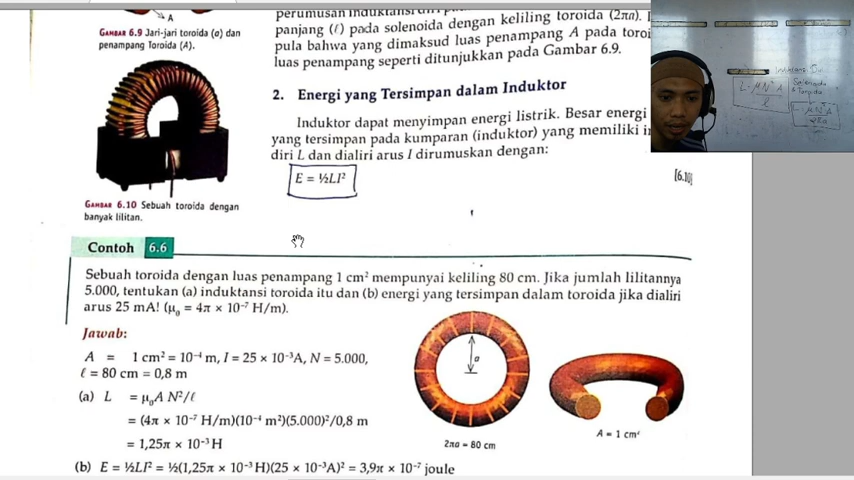 A
GAMBAR 6.9 Jari-jari toroida (a) dan
penampang Toroida (A).
perumusan
panjang (ℓ) pada solenoida dengan keliling toroida (2πa).
pula bahwa yang dimaksud luas penampang A pada
luas penampang seperti ditunjukkan pada Gambar 6.9.
2. Energi yang Tersimpan dalam Induktor
Induktor dapat menyimpan energi listrik. Besar energi
yang tersimpan pada kumparan (induktor) yang memiliki
diri L dan dialiri arus I dirumuskan dengan:
E = ½LI²
[6.10]
GAMBAR 6.10 Sebuah toroida dengan
banyak lilitan.
Contoh 6.6
Sebuah toroida dengan luas penampang 1 cm² mempunyai keliling 80 cm. Jika jumlah lilitannya
5.000, tentukan (a) induktansi toroida itu dan (b) energi yang tersimpan dalam toroida jika dialiri
arus 25 mA! (μ₀ = 4π × 10⁻⁷ H/m).
Jawab:
A = 1 cm² = 10⁻⁴ m, I = 25 × 10⁻³A, N = 5.000,
ℓ = 80 cm = 0,8 m
(a) L = μ₀A N²/ℓ
= (4π × 10⁻⁷ H/m)(10⁻⁴ m²)(5.000)²/0,8 m
= 1,25π × 10⁻³ H
(b) E = ½LI² = ½(1,25π × 10⁻³ H)(25 × 10⁻³A)² = 3,9π × 10⁻⁷ joule
a
2πa = 80 cm
A = 1 cm²
L = μN²A
ℓ
Solenoida
& Toroida